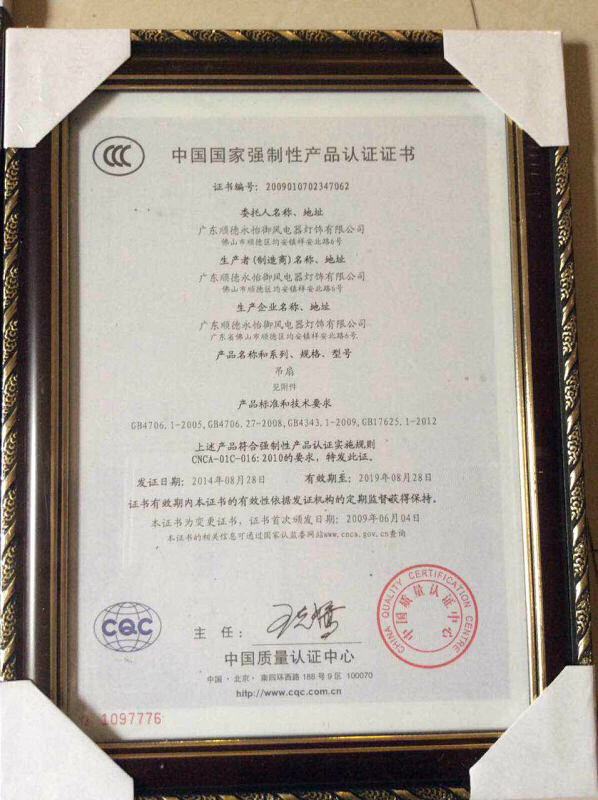 中国国家强制性产品认证证书
证书编号：2009010702347062
委托人名称、地址
广东顺德永怡御风电器灯饰有限公司
佛山市顺德区均安镇祥安北路6号
生产者(制造商)名称、地址
广东顺德永怡御风电器灯饰有限公司
佛山市顺德区均安镇祥安北路6号
生产企业名称、地址
广东顺德永怡御风电器灯饰有限公司
广东省佛山市顺德区均安镇祥安北路6号.
产品名称和系列、规格、型号
吊扇
见附件
产品标准和技术要求
GB4706.1-2005,GB4706.27-2008,GB4343.1-2009,GB17625.1-2012
上述产品符合强制性产品认证实施规则
CNCA-01C-016:2010的要求，特发此证。
发证日期：2014年08月28日 有效期至：2019年08月28日
证书有效期内本证书的有效性依据发证机构的定期监督获得保持。
本证书为变更证书，证书首次颁发日期：2009年06月04日
本证书的相关信息可通过国家认监委网站www.cnca.gov.cn查询
CQC
主任：
CHINA QUALITY CERTIFICATION CENTRE
中国质量认证中心
中国质量认证中心
中国·北京·南四环西路188号9区 100070
http://www.cqc.com.cn
1097776